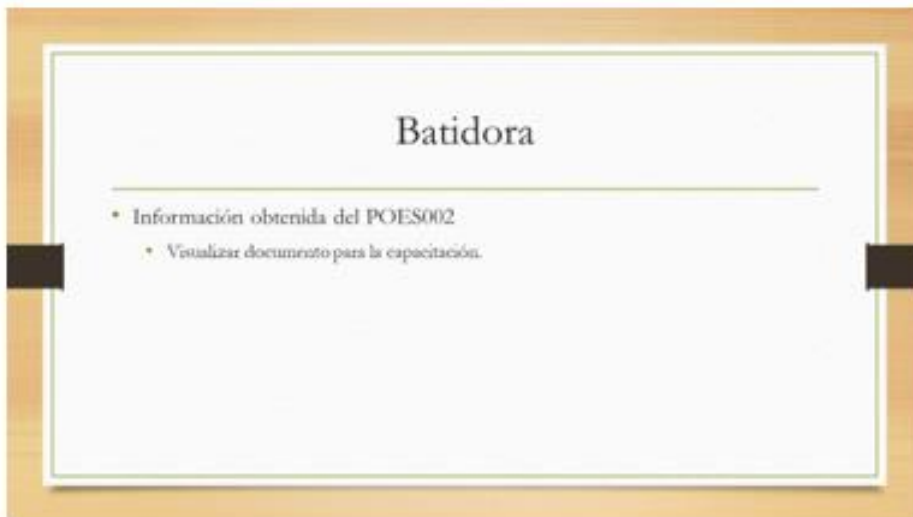 Batidora
• Información obtenida del POES002
• Visualizar documento para la capacitación.